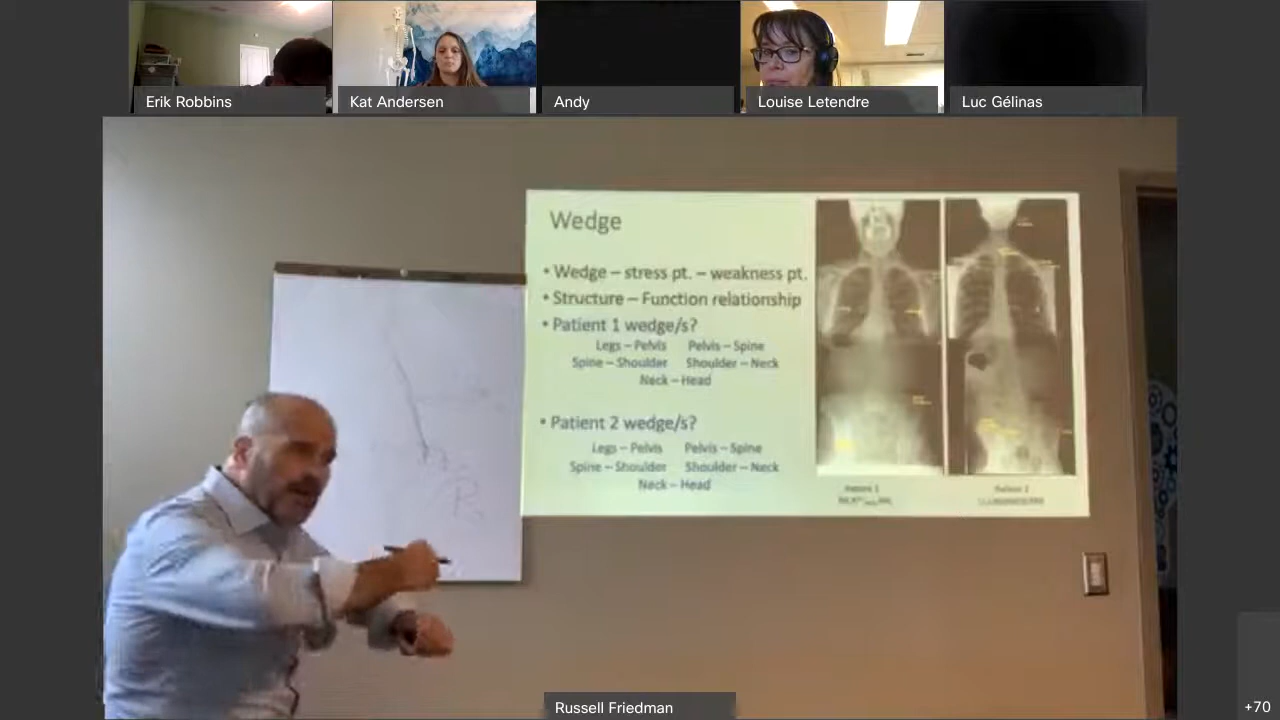 Erik Robbins
Kat Andersen
Andy
Louise Letendre
Luc Gélinas
Wedge
• Wedge – stress pt. – weakness pt.
• Structure – Function relationship
• Patient 1 wedge/s?
Legs – Pelvis Pelvis – Spine
Spine – Shoulder Shoulder – Neck
Neck – Head
• Patient 2 wedge/s?
Legs – Pelvis Pelvis – Spine
Spine – Shoulder Shoulder – Neck
Neck – Head
Patient 1
Patient 2
Russell Friedman
+70